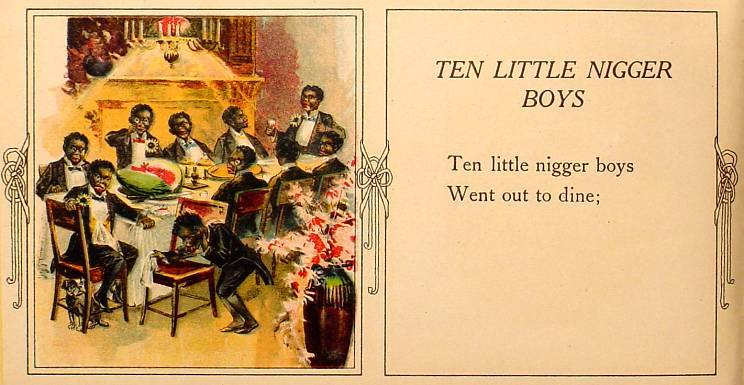 TEN LITTLE NIGGER
BOYS
Ten little nigger boys
Went out to dine;